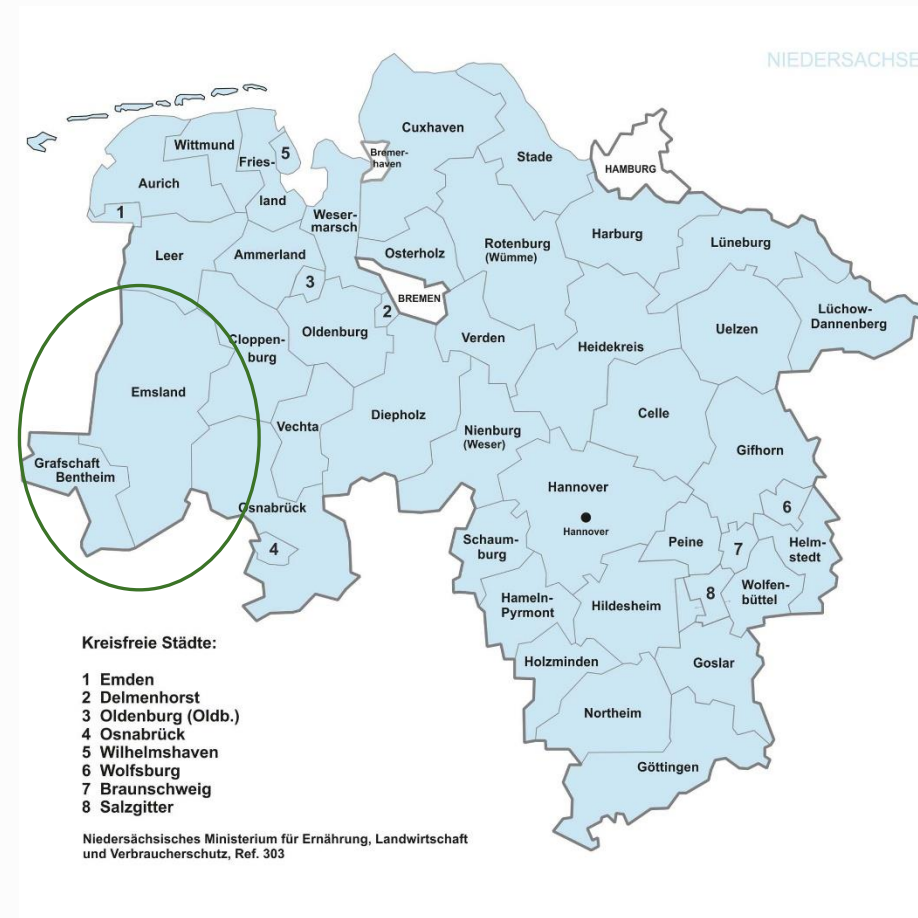 NIEDERSACHSE
Cuxhaven
Wittmund
Fries-
5
Bremer-
haven
Stade
HAMBURG
Aurich
land
1
Weser-
marsch
Leer
Ammerland
Osterholz
Rotenburg
(Wümme)
Harburg
Lüneburg
3
BREMEN
2
Oldenburg
Cloppen-
burg
Verden
Heidekreis
Uelzen
Lüchow-
Dannenberg
Emsland
Vechta
Diepholz
Nienburg
(Weser)
Celle
Gifhorn
Grafschaft
Bentheim
Osnabrück
4
Hannover
Hannover
6
Schaum-
burg
Peine
7
Helm-
stedt
Hameln-
Pyrmont
Hildesheim
8
Wolfen-
büttel
Holzminden
Goslar
Northeim
Göttingen
Kreisfreie Städte:
1 Emden
2 Delmenhorst
3 Oldenburg (Oldb.)
4 Osnabrück
5 Wilhelmshaven
6 Wolfsburg
7 Braunschweig
8 Salzgitter
Niedersächsisches Ministerium für Ernährung, Landwirtschaft
und Verbraucherschutz, Ref. 303